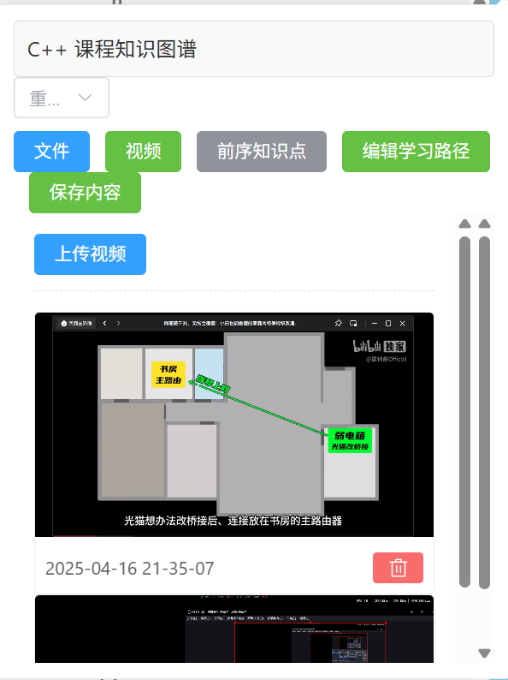 C++ 课程知识图谱
重...
文件
视频
前序知识点
编辑学习路径
保存内容
上传视频
bilibili 独家
书房
主路由
弱电箱
光猫改桥接
光猫想办法改桥接后、连接放在书房的主路由器
2025-04-16 21-35-07